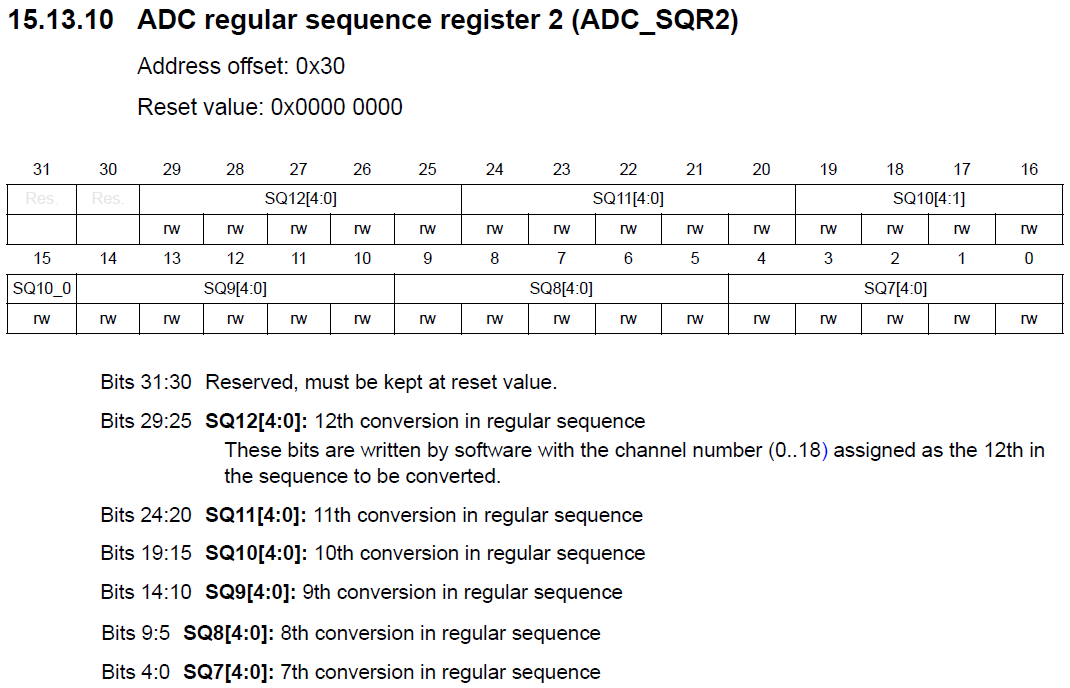 15.13.10 ADC regular sequence register 2 (ADC_SQR2)
Address offset: 0x30
Reset value: 0x0000 0000
31 30 29 28 27 26 25 24 23 22 21 20 19 18 17 16
Res. Res. SQ12[4:0] SQ11[4:0] SQ10[4:1]
rw rw rw rw rw rw rw rw rw rw rw rw rw rw
15 14 13 12 11 10 9 8 7 6 5 4 3 2 1 0
SQ10_0 SQ9[4:0] SQ8[4:0] SQ7[4:0]
rw rw rw rw rw rw rw rw rw rw rw rw rw rw rw rw
Bits 31:30 Reserved, must be kept at reset value.
Bits 29:25 SQ12[4:0]: 12th conversion in regular sequence
These bits are written by software with the channel number (0..18) assigned as the 12th in
the sequence to be converted.
Bits 24:20 SQ11[4:0]: 11th conversion in regular sequence
Bits 19:15 SQ10[4:0]: 10th conversion in regular sequence
Bits 14:10 SQ9[4:0]: 9th conversion in regular sequence
Bits 9:5 SQ8[4:0]: 8th conversion in regular sequence
Bits 4:0 SQ7[4:0]: 7th conversion in regular sequence